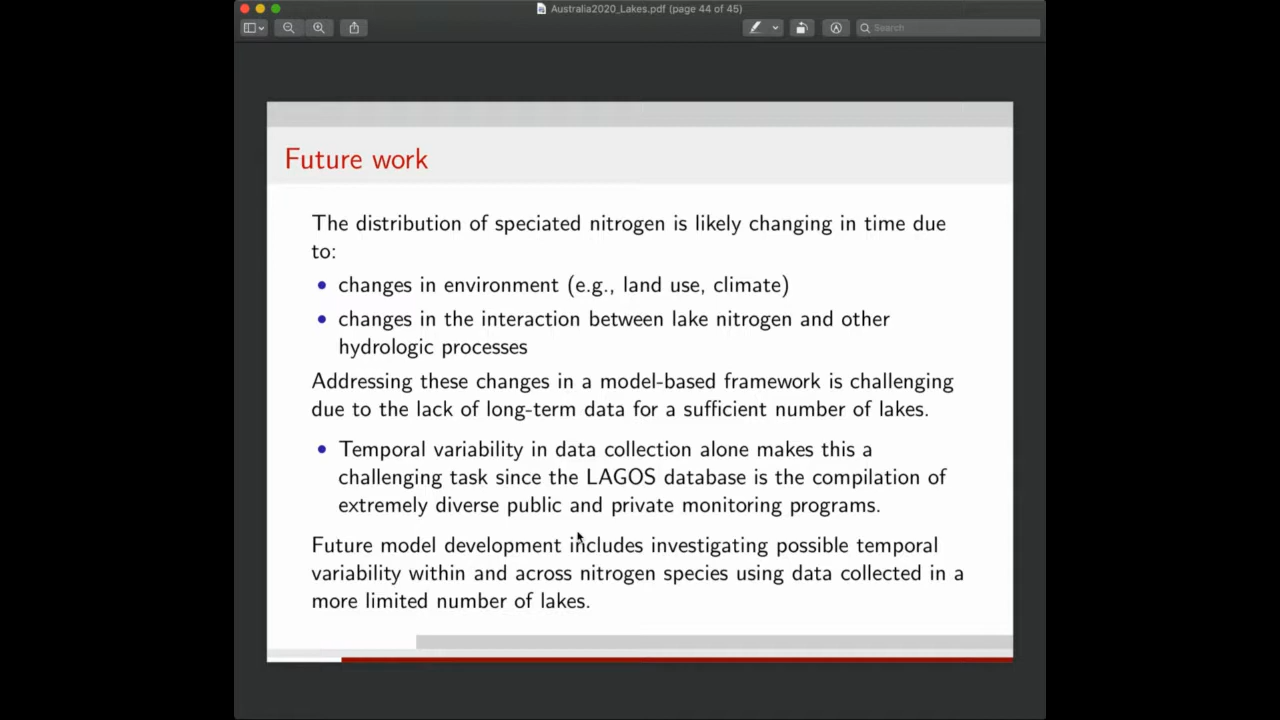 Australia2020_Lakes.pdf (page 44 of 45)
Search
Future work
The distribution of speciated nitrogen is likely changing in time due
to:
• changes in environment (e.g., land use, climate)
• changes in the interaction between lake nitrogen and other
hydrologic processes
Addressing these changes in a model-based framework is challenging
due to the lack of long-term data for a sufficient number of lakes.
• Temporal variability in data collection alone makes this a
challenging task since the LAGOS database is the compilation of
extremely diverse public and private monitoring programs.
Future model development includes investigating possible temporal
variability within and across nitrogen species using data collected in a
more limited number of lakes.